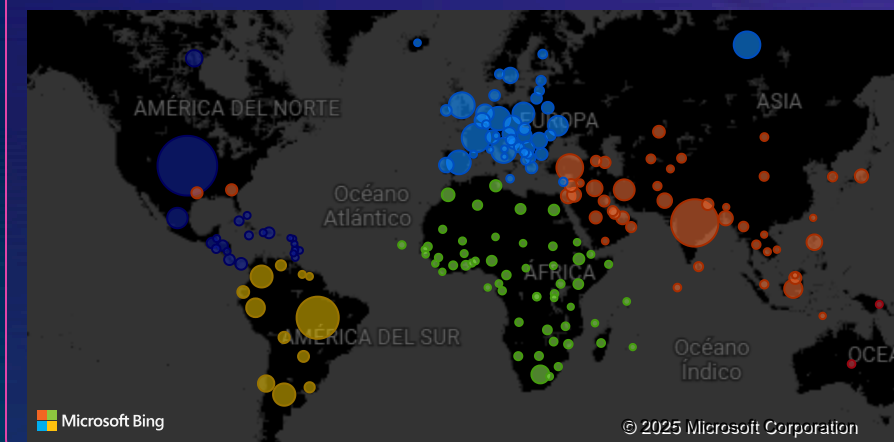 AMÉRICA DEL NORTE
ASIA
EUROPA
Océano
Atlántico
ÁFRICA
AMÉRICA DEL SUR
Océano
Índico
OCEA
Microsoft Bing
© 2025 Microsoft Corporation